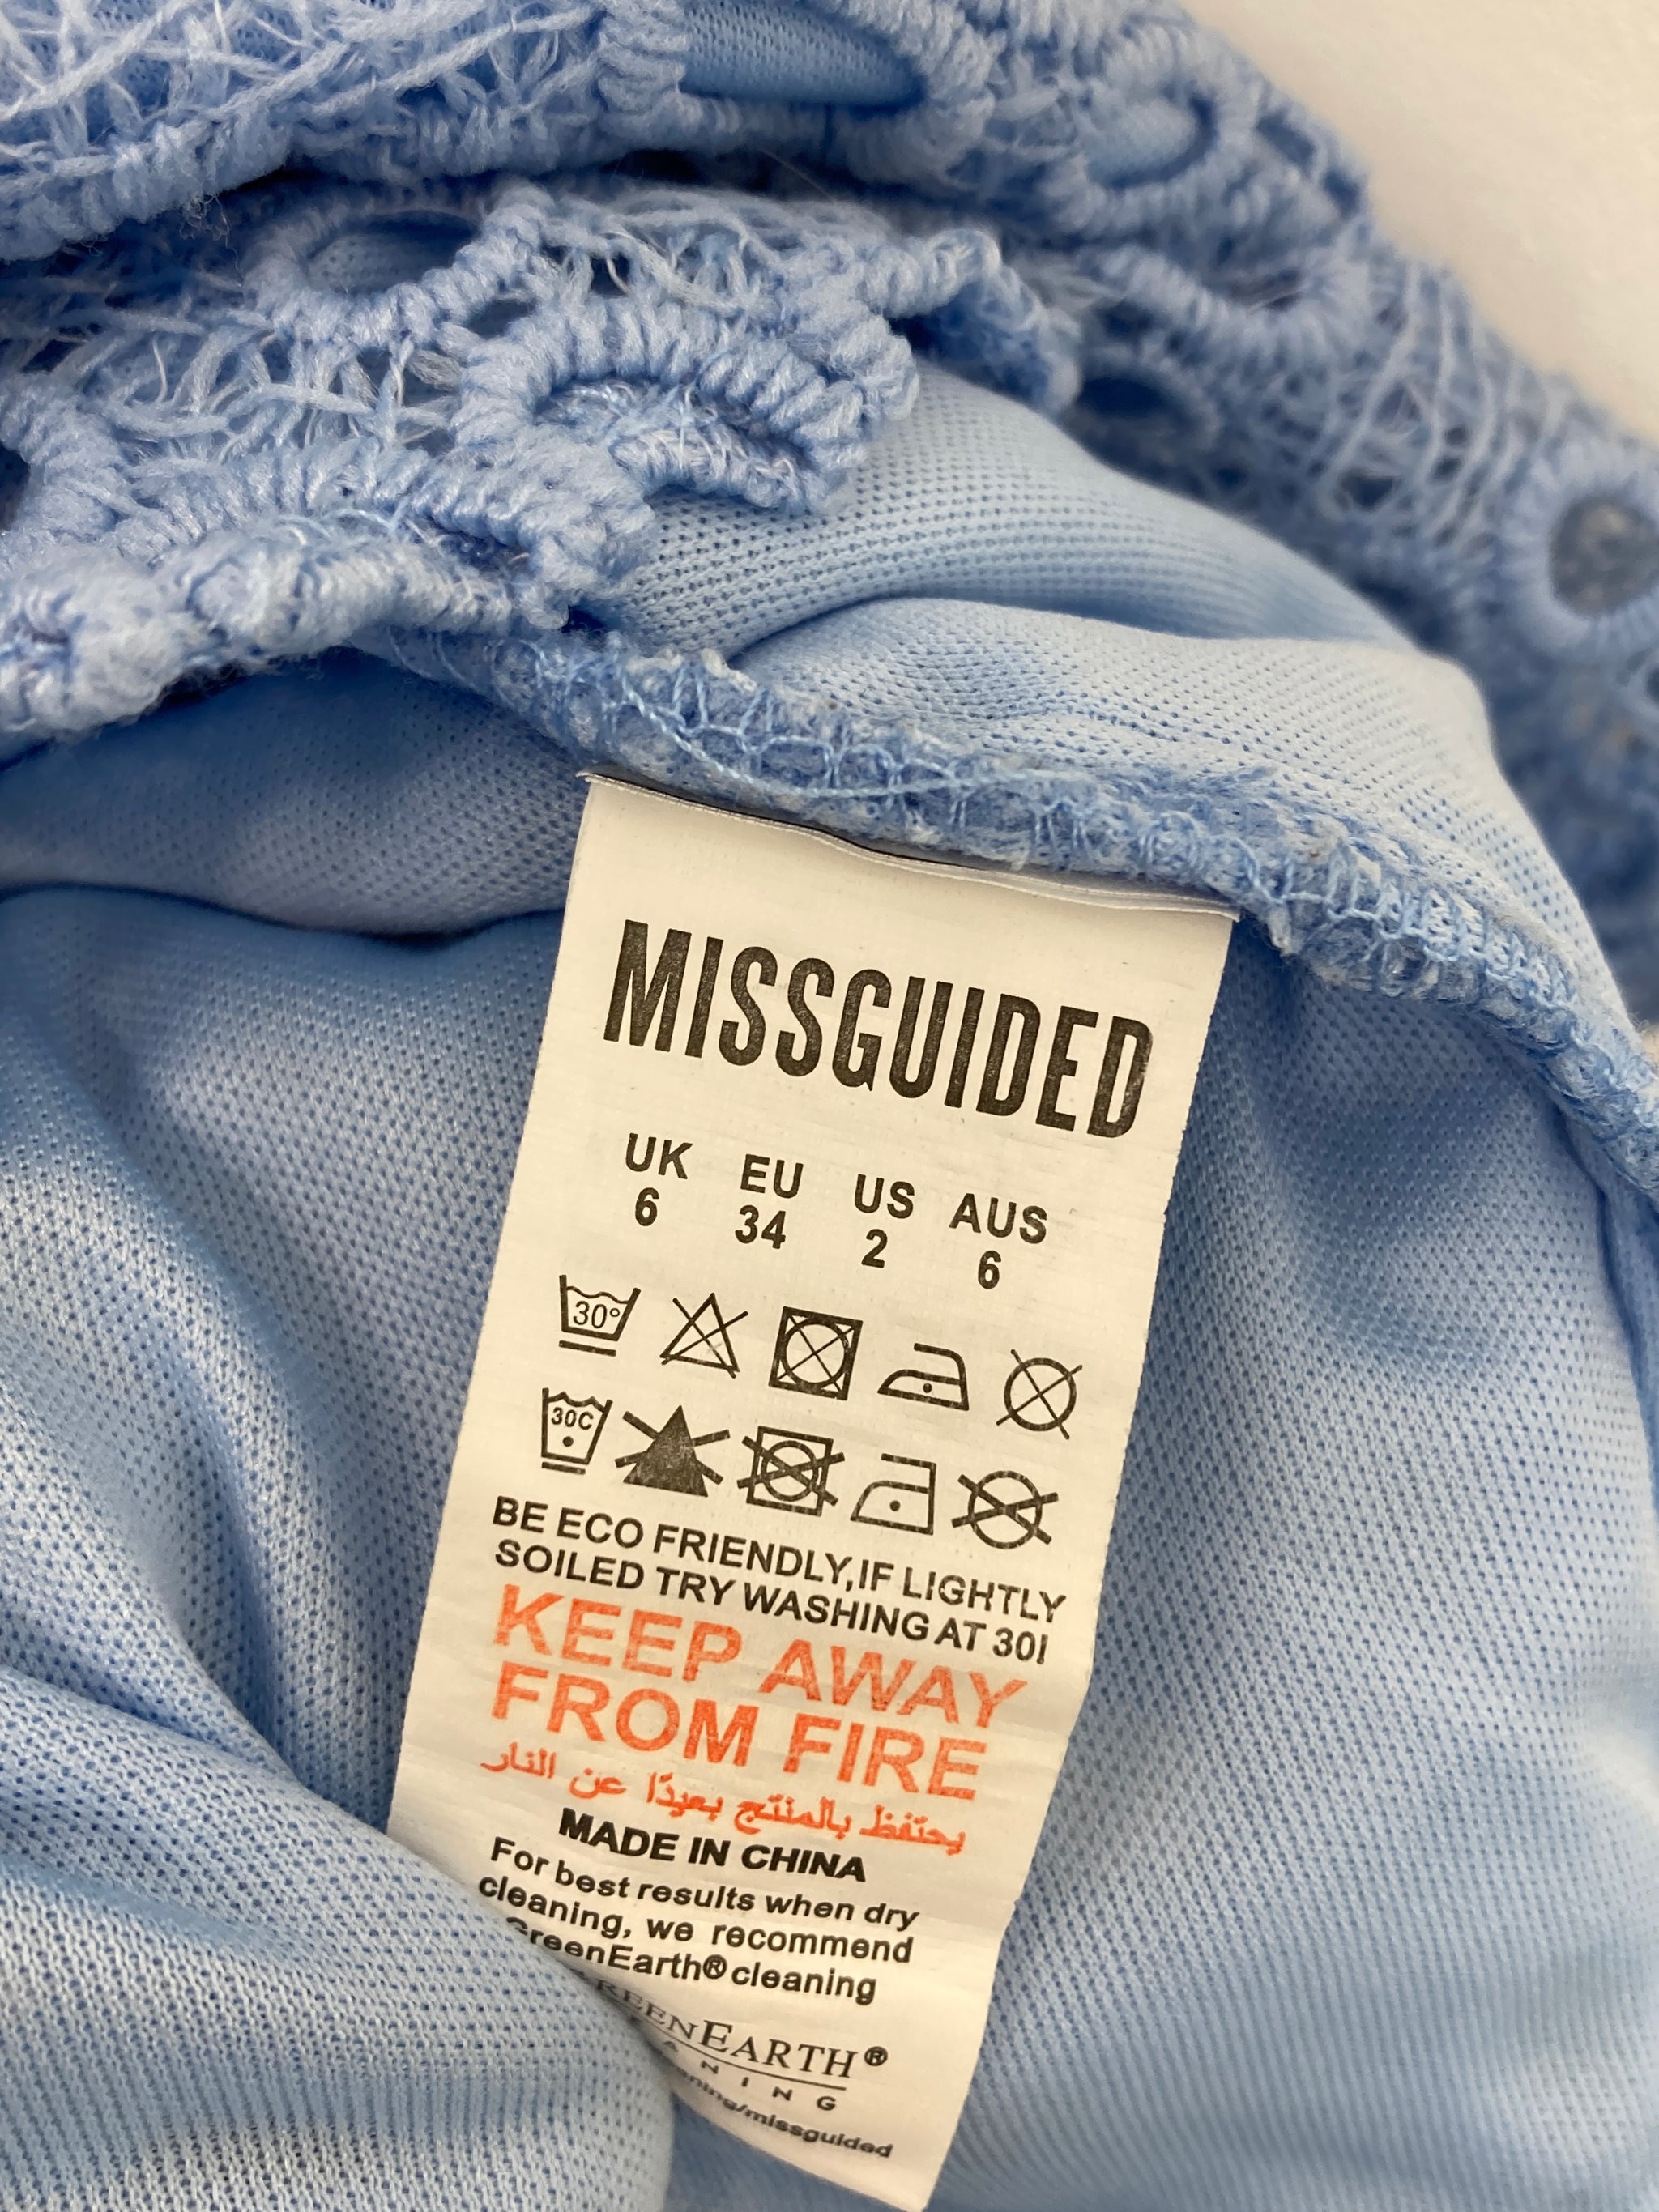 MISSGUIDED
UK EU US AUS
6 34 2 6
30°
30C
BE ECO FRIENDLY,IF LIGHTLY
SOILED TRY WASHING AT 30I
KEEP AWAY
FROM FIRE
يحتفظ بالمنتج بعيدًا عن النار
MADE IN CHINA
For best results when dry
cleaning, we recommend
GreenEarth® cleaning
EARTH®
missguided